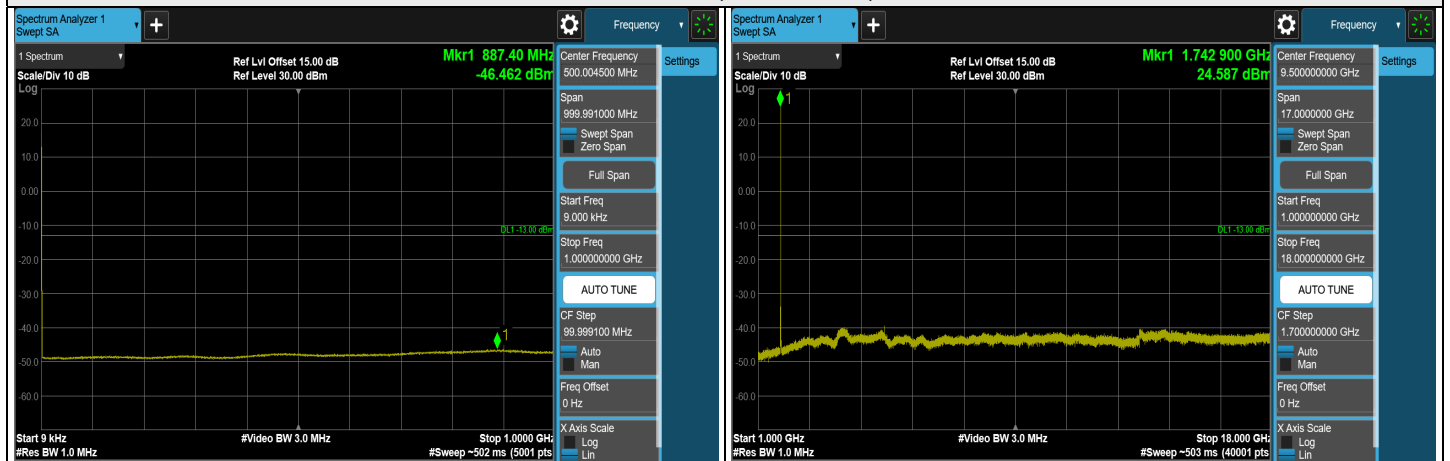 Spectrum Analyzer 1
Swept SA
+
Frequency
1 Spectrum
Ref Lvl Offset 15.00 dB
Mkr1 887.40 MHz
Scale/Div 10 dB
Ref Level 30.00 dBm
-46.462 dBm
Log
20.0
10.0
0.00
-10.0
-20.0
-30.0
-40.0
-50.0
-60.0
DL1 -13.00 dBm
1
Start 9 kHz
#Video BW 3.0 MHz
Stop 1.0000 GHz
#Res BW 1.0 MHz
#Sweep ~502 ms (5001 pts
Center Frequency
500.004500 MHz
Settings
Span
999.991000 MHz
Swept Span
Zero Span
Full Span
Start Freq
9.000 kHz
Stop Freq
1.000000000 GHz
AUTO TUNE
CF Step
99.999100 MHz
Auto
Man
Freq Offset
0 Hz
X Axis Scale
Log
Lin
Spectrum Analyzer 1
Swept SA
+
Frequency
1 Spectrum
Ref Lvl Offset 15.00 dB
Mkr1 1.742 900 GHz
Scale/Div 10 dB
Ref Level 30.00 dBm
24.587 dBm
Log
1
20.0
10.0
0.00
-10.0
-20.0
-30.0
-40.0
-50.0
-60.0
DL1 -13.00 dBm
Start 1.000 GHz
#Video BW 3.0 MHz
Stop 18.000 GHz
#Res BW 1.0 MHz
#Sweep ~503 ms (40001 pts
Center Frequency
9.500000000 GHz
Settings
Span
17.0000000 GHz
Swept Span
Zero Span
Full Span
Start Freq
1.000000000 GHz
Stop Freq
18.000000000 GHz
AUTO TUNE
CF Step
1.700000000 GHz
Auto
Man
Freq Offset
0 Hz
X Axis Scale
Log
Lin